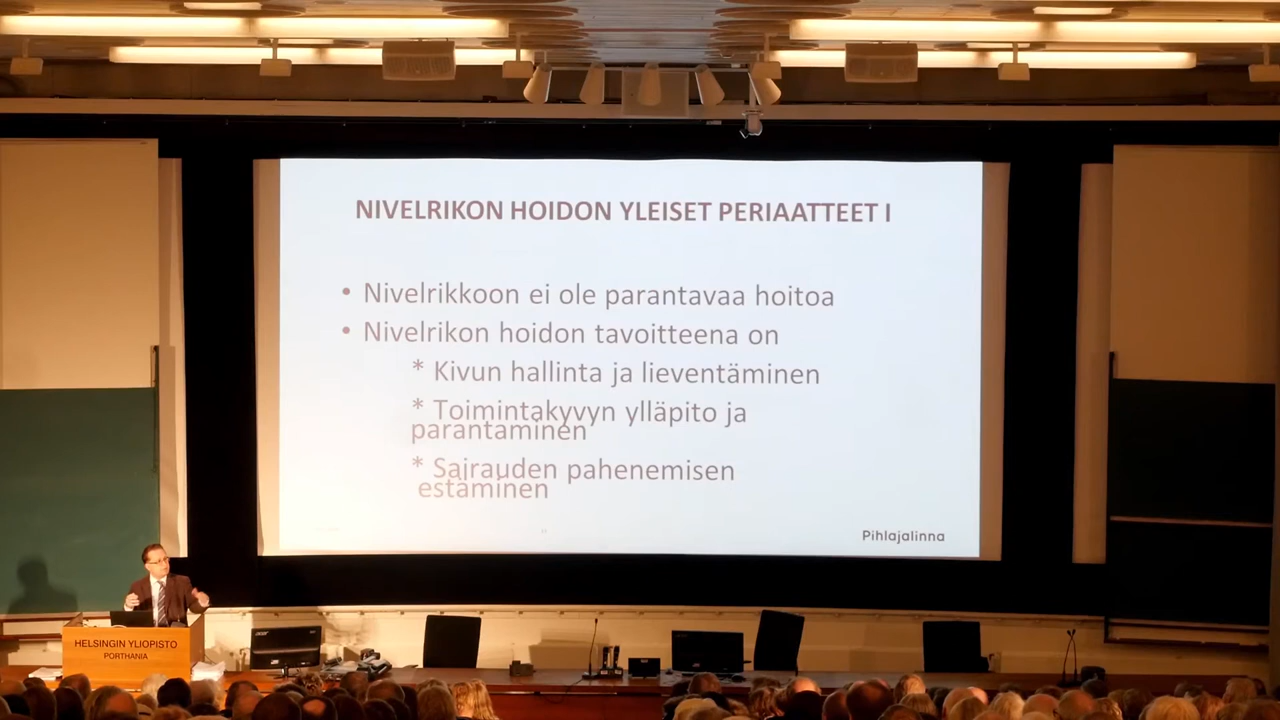 NIVELRIKON HOIDON YLEISET PERIAATTEET I
• Nivelrikkoon ei ole parantavaa hoitoa
• Nivelrikon hoidon tavoitteena on
* Kivun hallinta ja lieventäminen
* Toimintakyvyn ylläpito ja
parantaminen
* Sairauden pahenemisen
estäminen
Pihlajalinna
HELSINGIN YLIOPISTO
PORTHANIA
acer